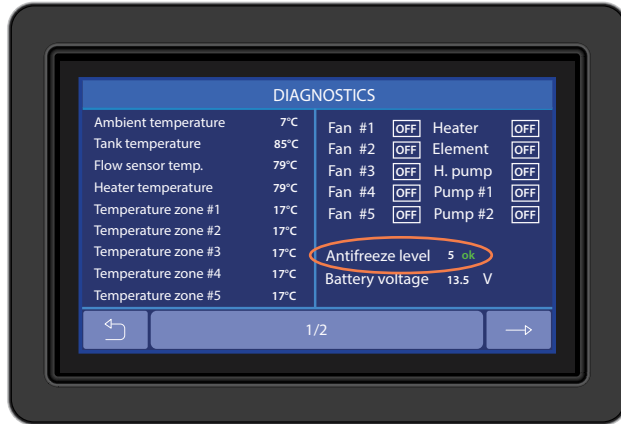 DIAGNOSTICS
Ambient temperature 7°C
Tank temperature 85°C
Flow sensor temp. 79°C
Heater temperature 79°C
Temperature zone #1 17°C
Temperature zone #2 17°C
Temperature zone #3 17°C
Temperature zone #4 17°C
Temperature zone #5 17°C
Fan #1 OFF Heater OFF
Fan #2 OFF Element OFF
Fan #3 OFF H. pump OFF
Fan #4 OFF Pump #1 OFF
Fan #5 OFF Pump #2 OFF
Antifreeze level 5 ok
Battery voltage 13.5 V
1/2